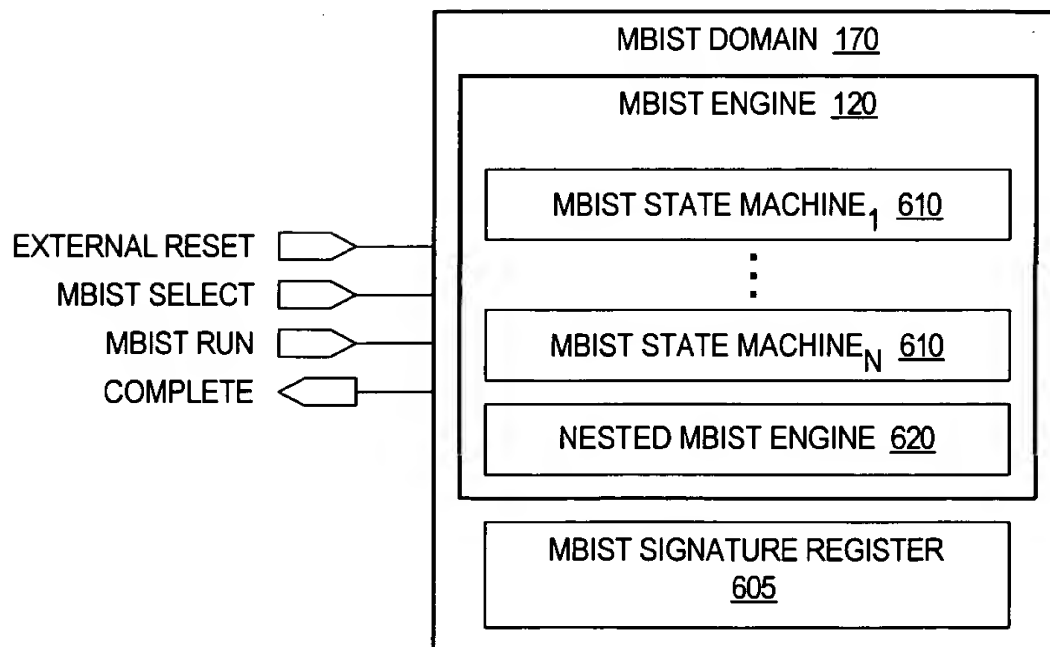 MBIST DOMAIN 170
MBIST ENGINE 120
MBIST STATE MACHINE1 610
MBIST STATE MACHINEN 610
NESTED MBIST ENGINE 620
MBIST SIGNATURE REGISTER
605
EXTERNAL RESET
MBIST SELECT
MBIST RUN
COMPLETE